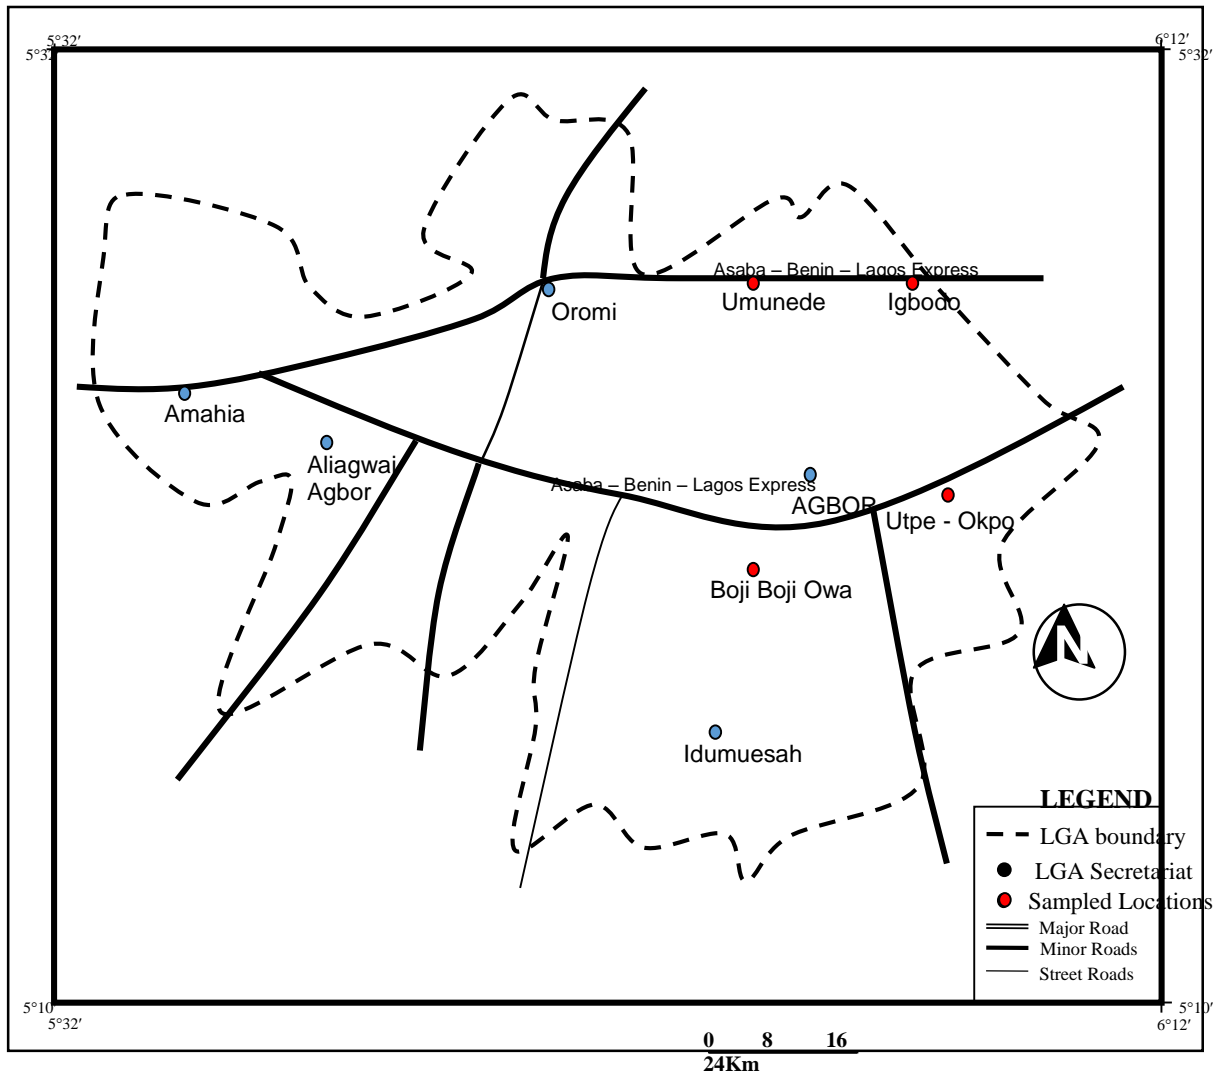 5°32′
6°12′
5°32′
5°32′
Asaba – Benin – Lagos Express
Umunede
Igbodo
Oromi
Amahia
Aliagwai
Agbor
Asaba – Benin – Lagos Express
AGBOR
Utpe - Okpo
Boji Boji Owa
N
Idumuesah
LEGEND
LGA boundary
LGA Secretariat
Sampled Locations
Major Road
Minor Roads
Street Roads
5°10′
5°10′
5°32′
6°12′
0 8 16
24Km